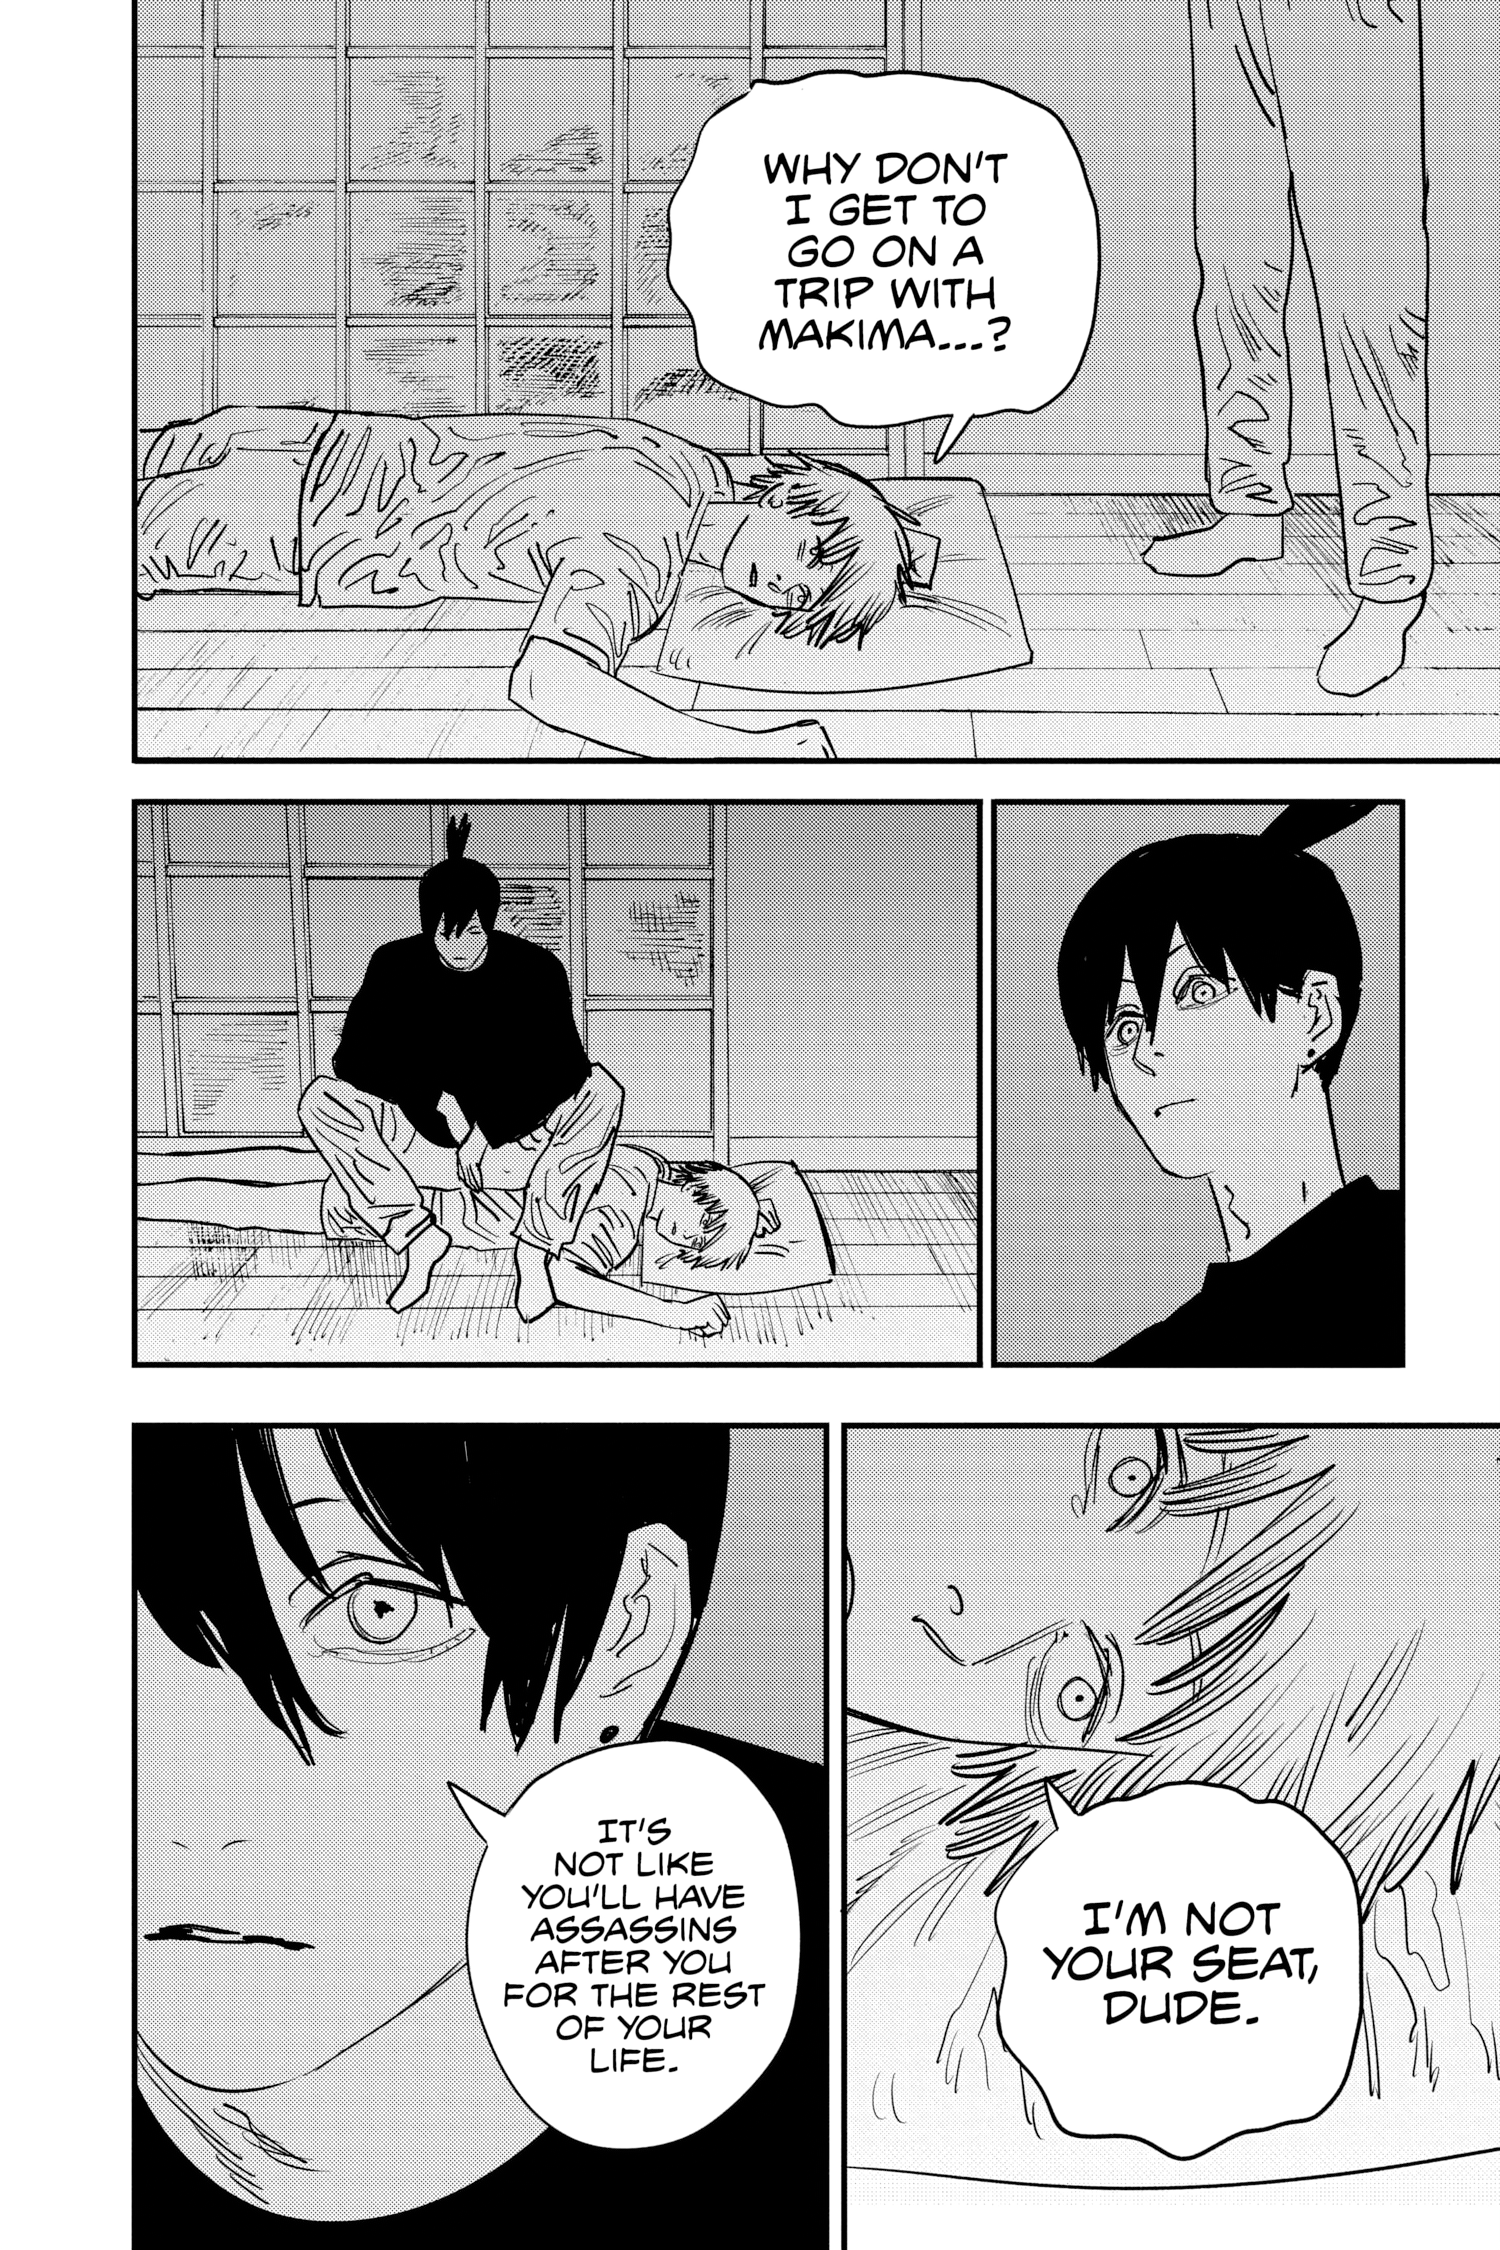 WHY DON'T
I GET TO
GO ON A
TRIP WITH
MAKIMA...?
I'M NOT
YOUR SEAT,
DUDE.
IT'S
NOT LIKE
YOU'LL HAVE
ASSASSINS
AFTER YOU
FOR THE REST
OF YOUR
LIFE.